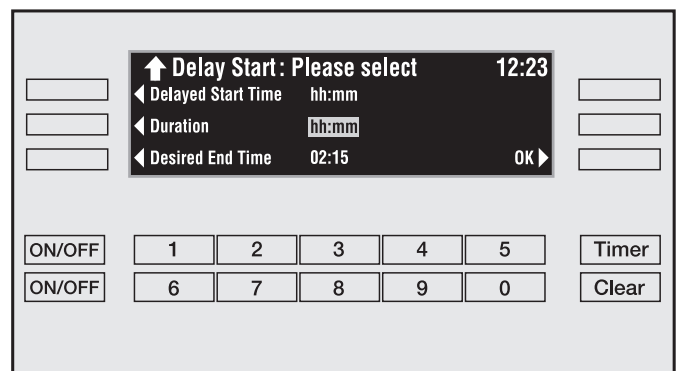 Delay Start: Please select 12:23
Delayed Start Time hh:mm
Duration hh:mm
Desired End Time 02:15 OK
ON/OFF 1 2 3 4 5 Timer
ON/OFF 6 7 8 9 0 Clear